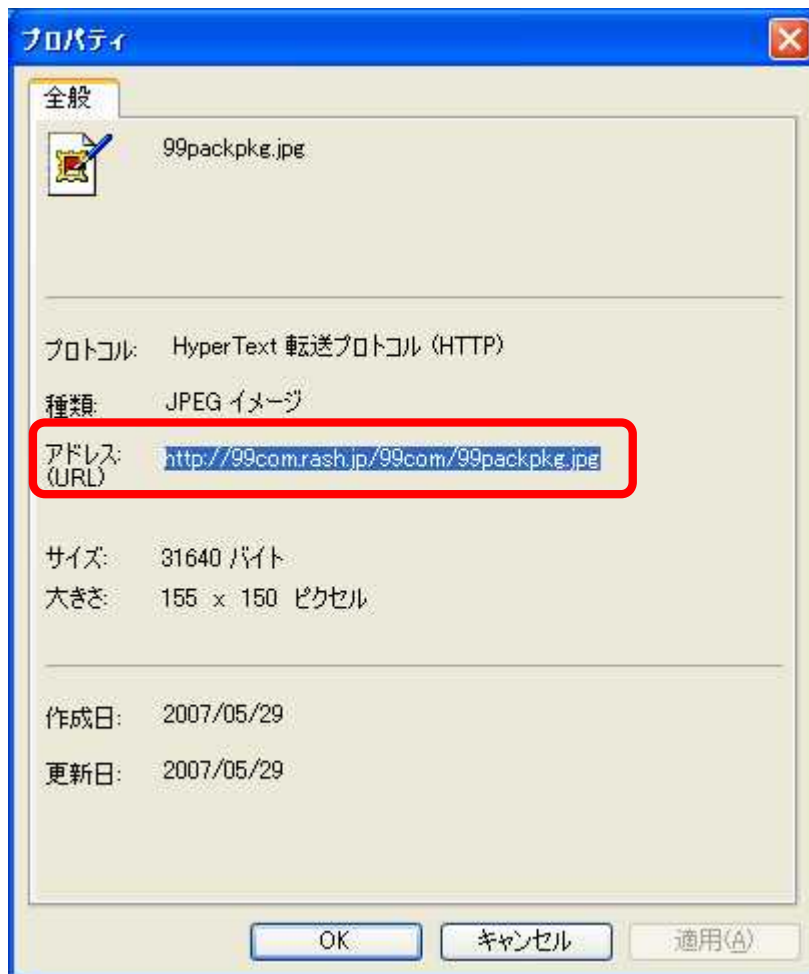 プロパティ
全般
99packpkg.jpg
プロトコル: HyperText 転送プロトコル (HTTP)
種類: JPEG イメージ
アドレス: http://99com.rash.jp/99com/99packpkg.jpg
(URL)
サイズ: 31640 バイト
大きさ: 155 x 150 ピクセル
作成日: 2007/05/29
更新日: 2007/05/29
OK キャンセル 適用(A)